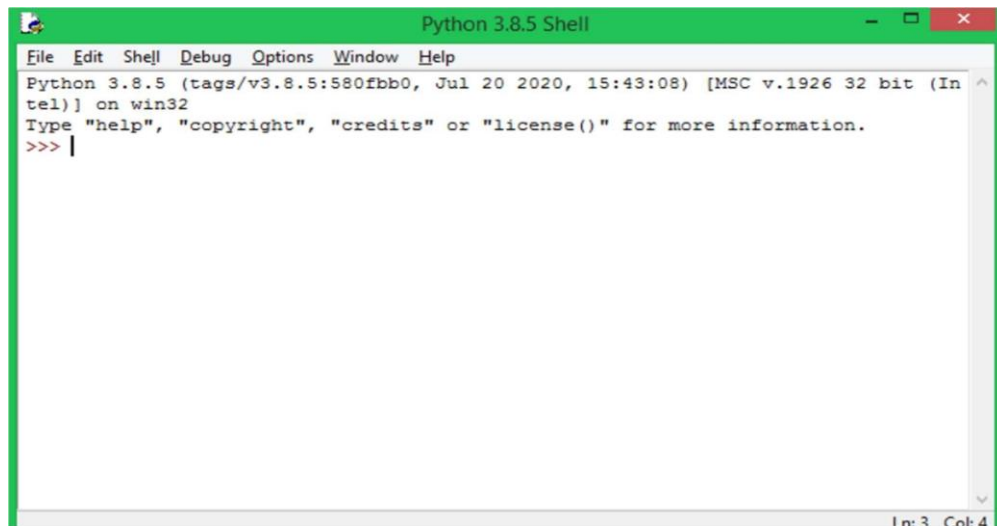 Python 3.8.5 Shell
File Edit Shell Debug Options Window Help
Python 3.8.5 (tags/v3.8.5:580fbb0, Jul 20 2020, 15:43:08) [MSC v.1926 32 bit (In
tel)] on win32
Type "help", "copyright", "credits" or "license()" for more information.
>>>
Ln: 3 Col: 4